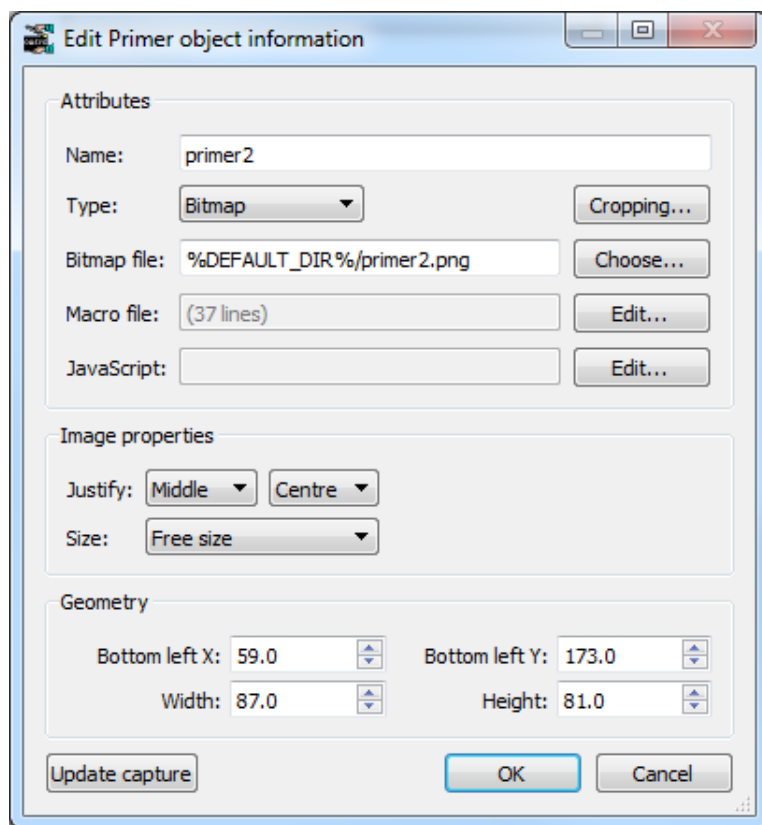 Edit Primer object information
Attributes
Name: primer2
Type: Bitmap Cropping...
Bitmap file: %DEFAULT_DIR%/primer2.png Choose...
Macro file: (37 lines) Edit...
JavaScript: Edit...
Image properties
Justify: Middle Centre
Size: Free size
Geometry
Bottom left X: 59.0 Bottom left Y: 173.0
Width: 87.0 Height: 81.0
Update capture OK Cancel